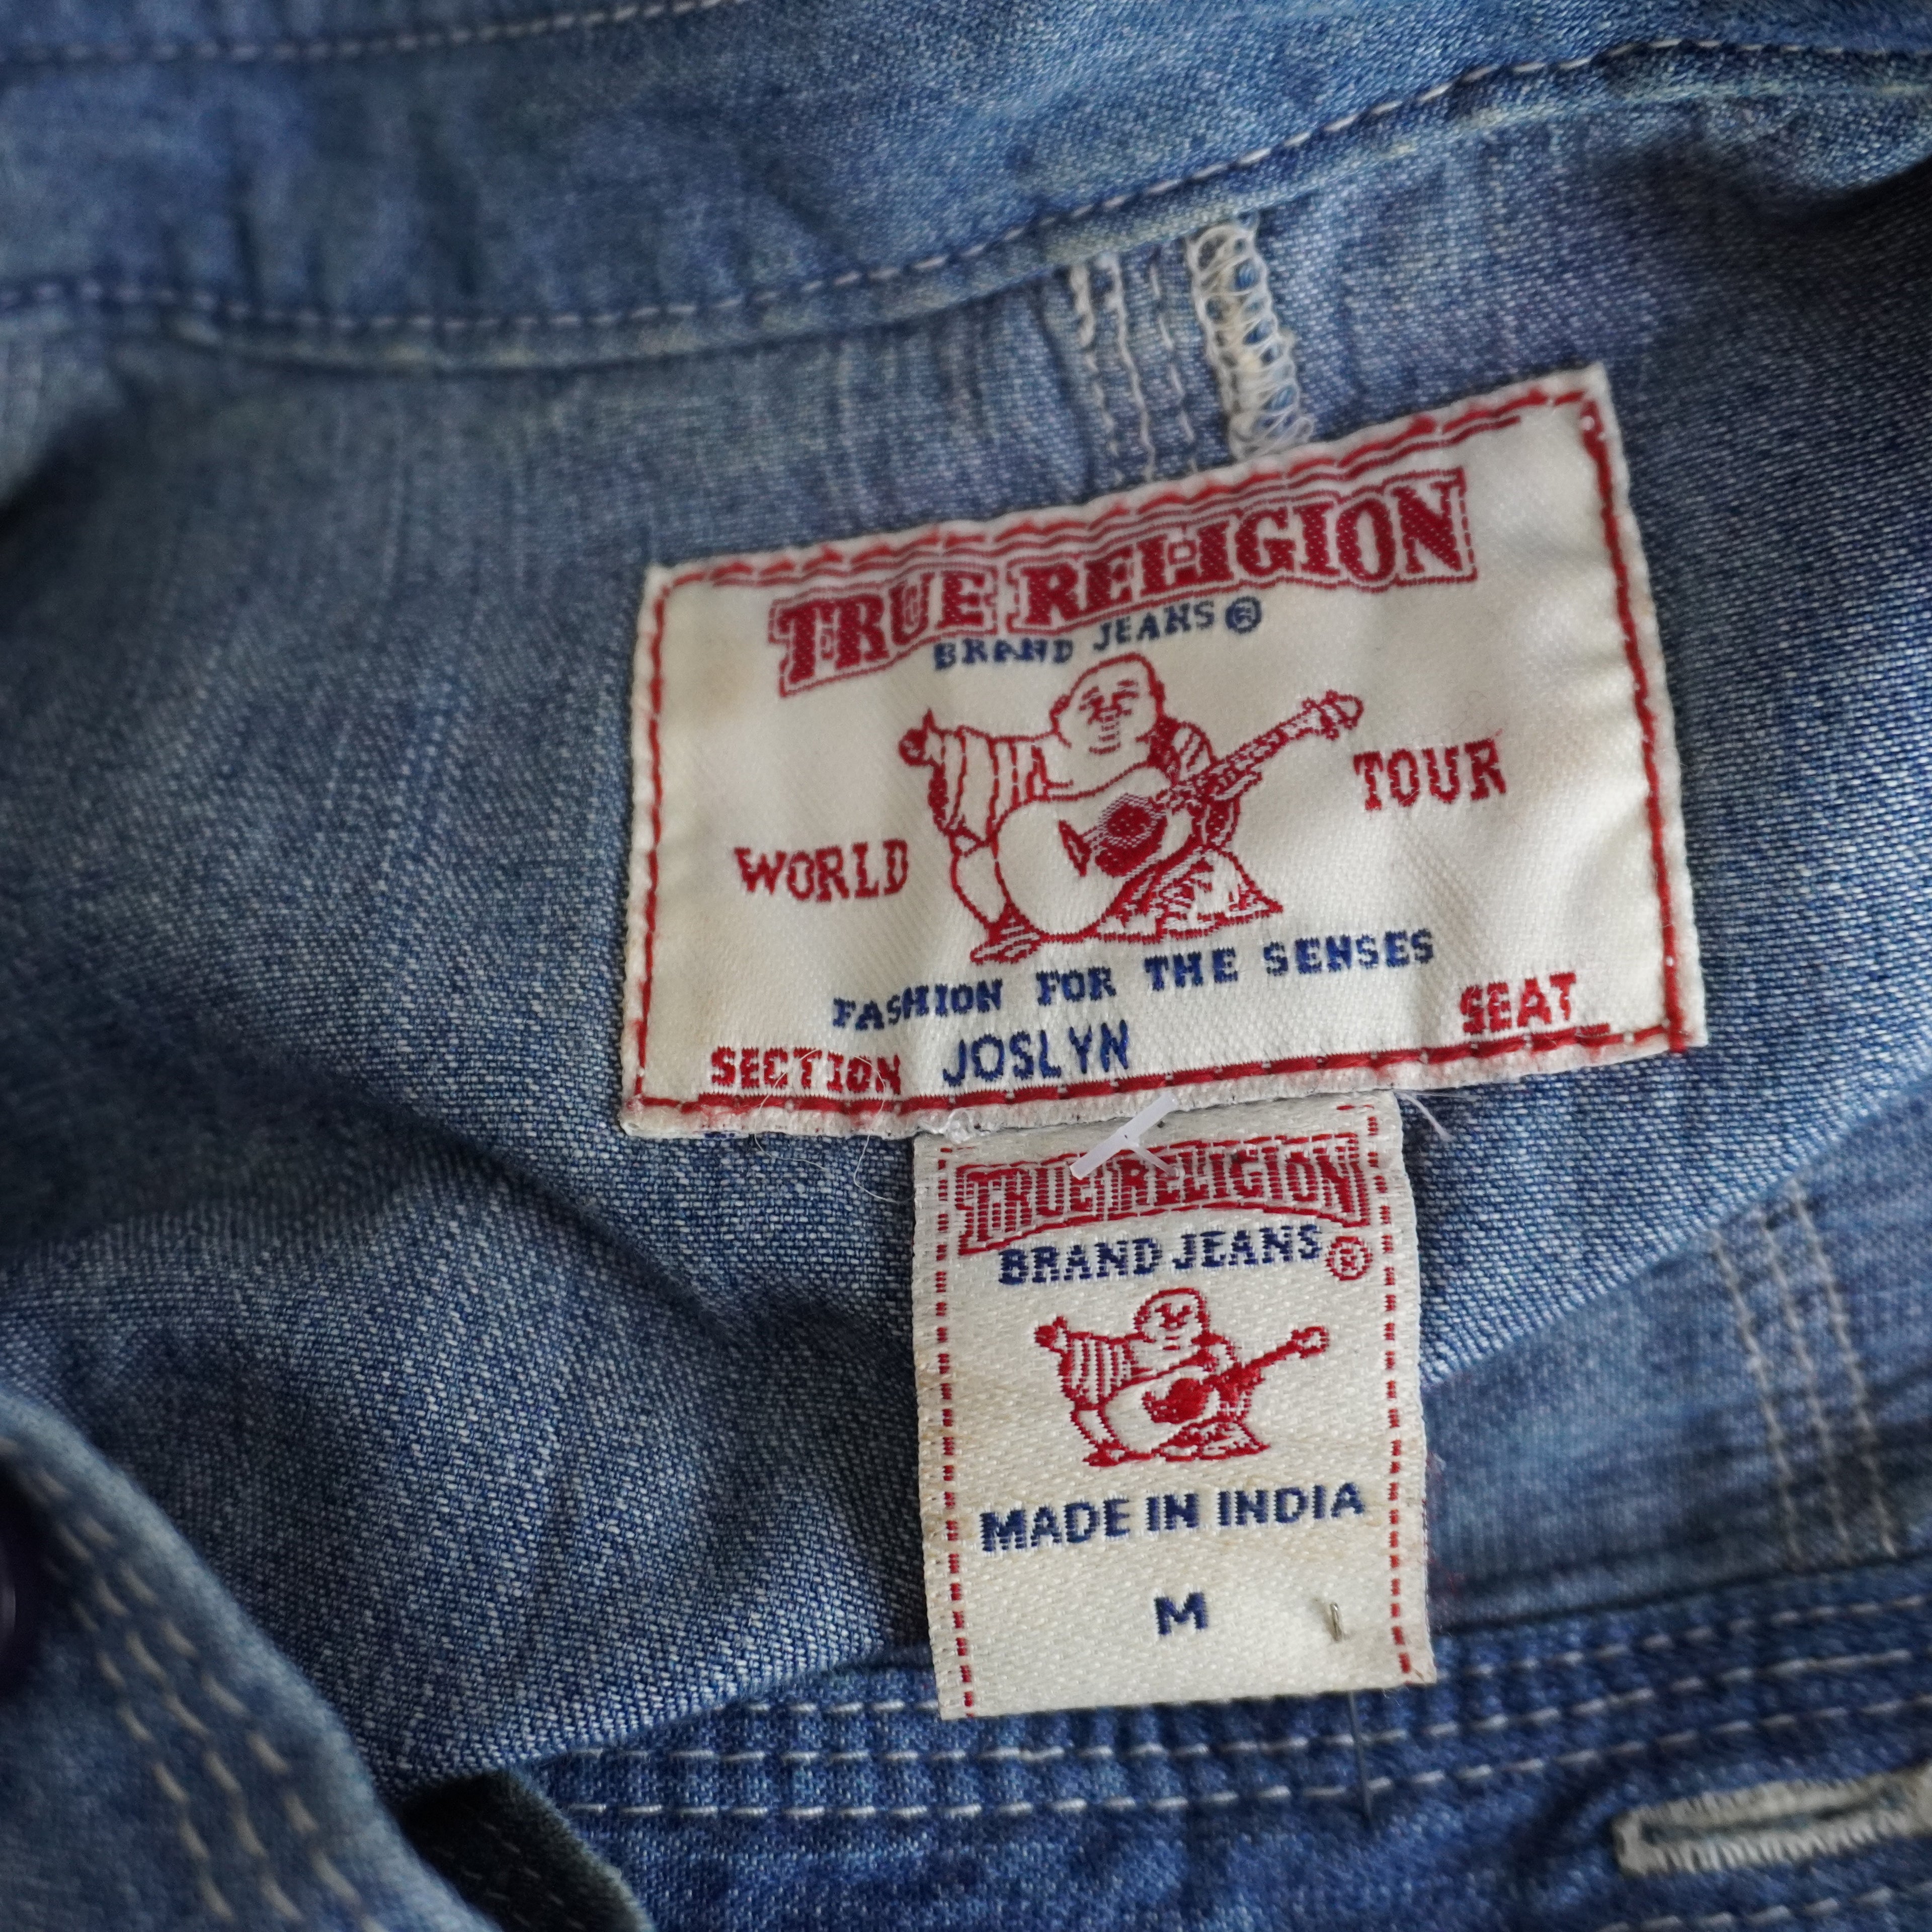 TRUE RELIGION
BRAND JEANS®
WORLD TOUR
FASHION FOR THE SENSES
SECTION JOSLYN SEAT
TRUE RELIGION
BRAND JEANS®
MADE IN INDIA
M